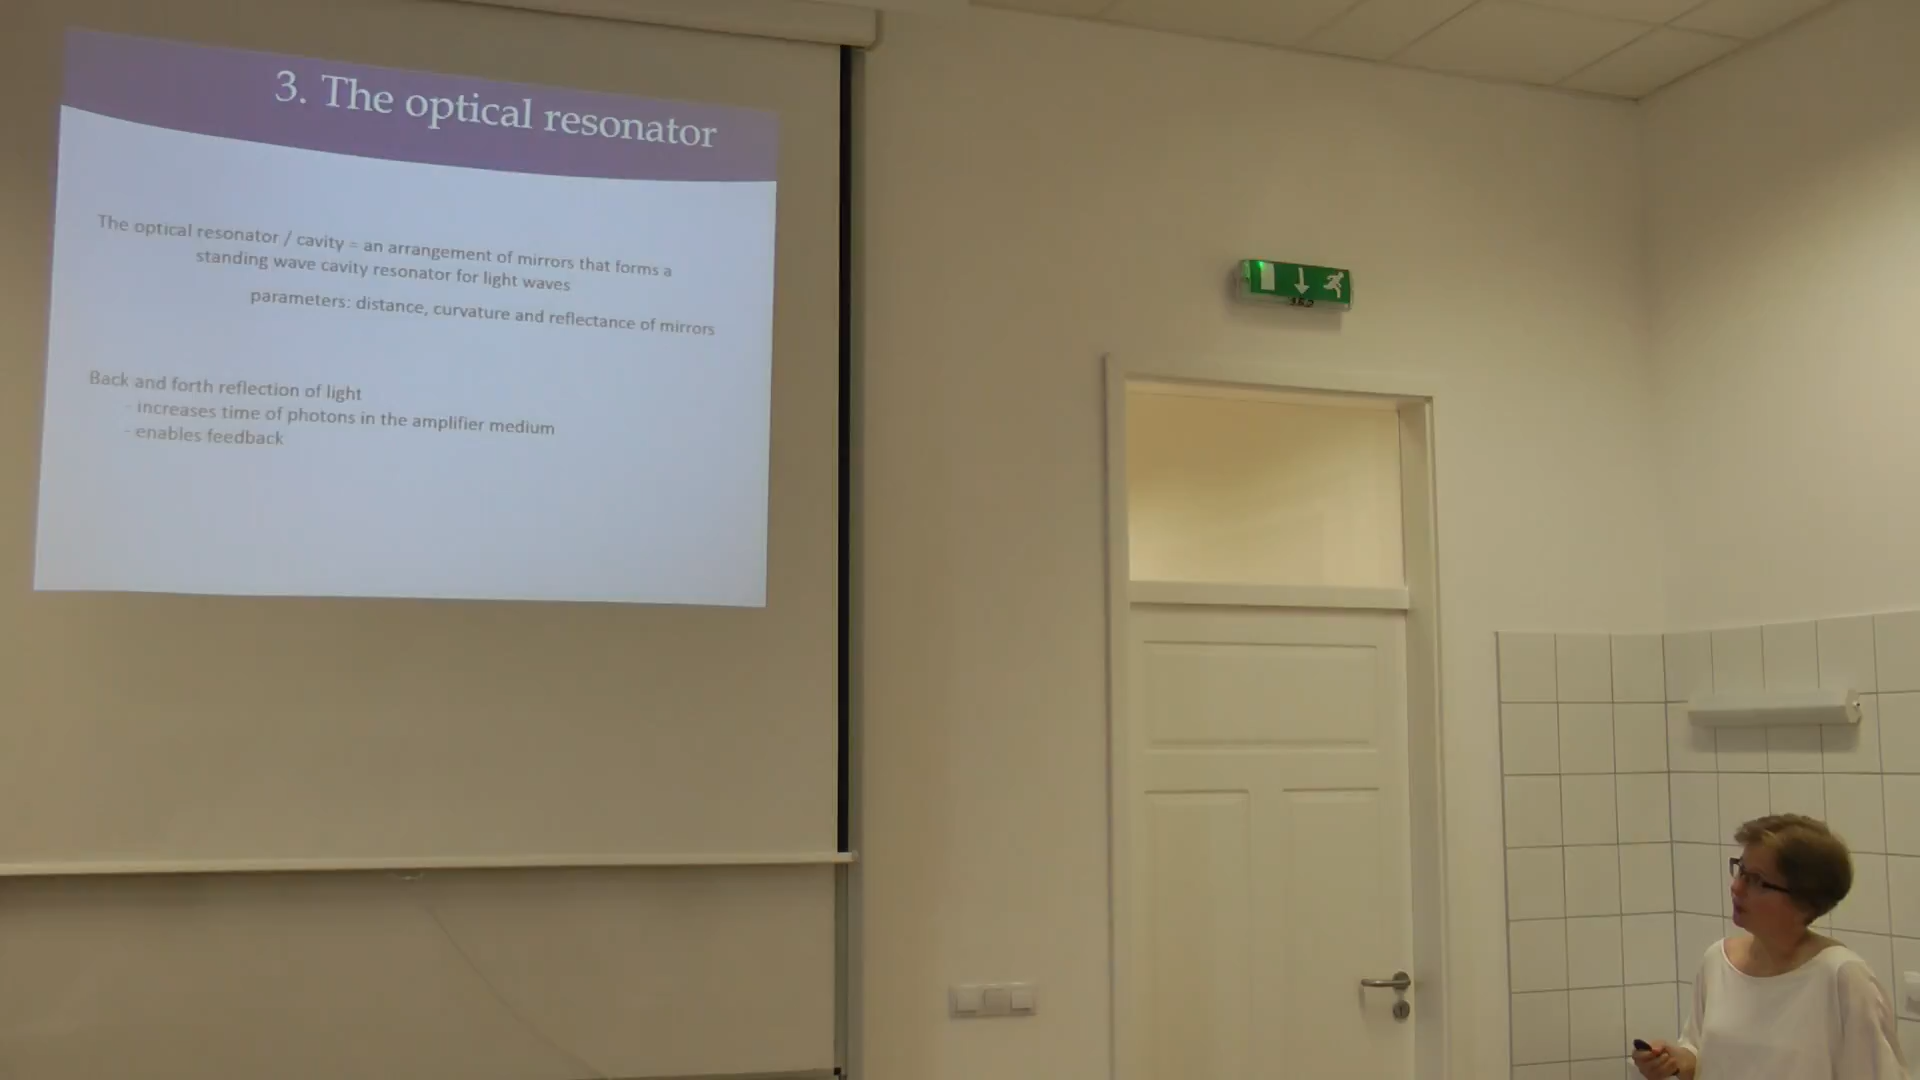 3. The optical resonator
The optical resonator / cavity = an arrangement of mirrors that forms a
standing wave cavity resonator for light waves
parameters: distance, curvature and reflectance of mirrors
Back and forth reflection of light
- increases time of photons in the amplifier medium
- enables feedback